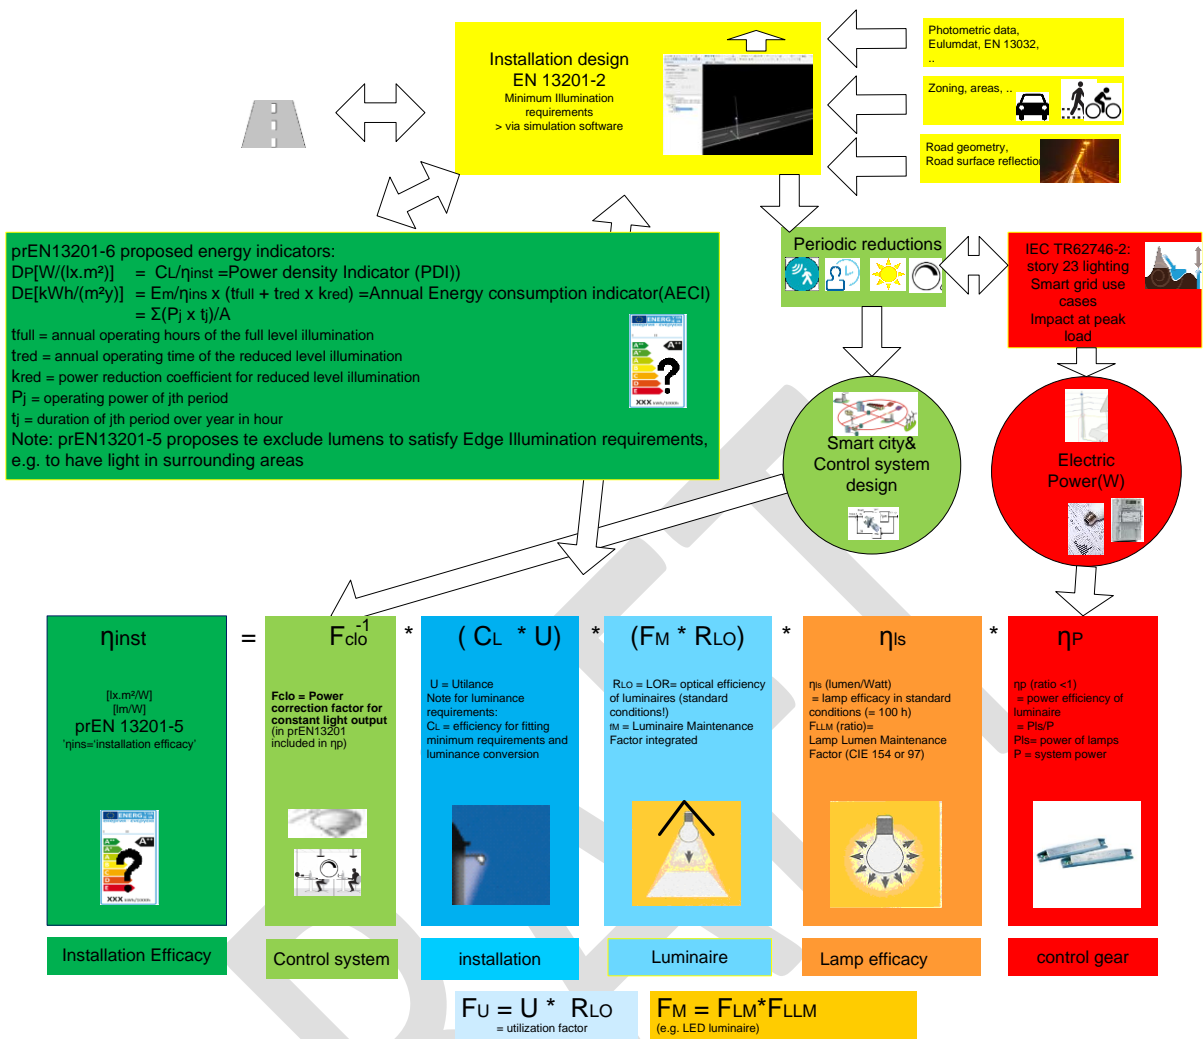 Installation design
EN 13201-2
Minimum Illumination
requirements
> via simulation software
Photometric data,
Eulumdat, EN 13032,
..
Zoning, areas, ..
Road geometry,
Road surface reflection
prEN13201-6 proposed energy indicators:
DP[W/(lx.m²)] = CL/ηinst =Power density Indicator (PDI))
DE[kWh/(m²y)] = Em/ηins x (tfull + tred x kred) =Annual Energy consumption indicator(AECI)
= Σ(Pj x tj)/A
tfull = annual operating hours of the full level illumination
tred = annual operating time of the reduced level illumination
kred = power reduction coefficient for reduced level illumination
Pj = operating power of jth period
tj = duration of jth period over year in hour
Note: prEN13201-5 proposes te exclude lumens to satisfy Edge Illumination requirements,
e.g. to have light in surrounding areas
ENERG
A++
A++
A+
A
B
C
D
E
?
XXX kWh/1000h
Periodic reductions
IEC TR62746-2:
story 23 lighting
Smart grid use
cases
Impact at peak
load
Smart city&
Control system
design
Electric
Power(W)
ηinst = Fclo⁻¹ * ( CL * U) * (FM * RLO) * ηls * ηP
[lx.m²/W]
[lm/W]
prEN 13201-5
'ηins='installation efficacy'
ENERG
A++
A++
A+
A
B
C
D
E
?
XXX kWh/1000h
Fclo = Power
correction factor for
constant light output
(in prEN13201
included in ηp)
U = Utilance
Note for luminance
requirements:
CL = efficiency for fitting
minimum requirements and
luminance conversion
RLO = LOR= optical efficiency
of luminaires (standard
conditions!)
fM = Luminaire Maintenance
Factor integrated
ηls (lumen/Watt)
= lamp efficacy in standard
conditions (= 100 h)
FLLM (ratio)=
Lamp Lumen Maintenance
Factor (CIE 154 or 97)
ηp (ratio <1)
= power efficiency of
luminaire
= Pls/P
Pls= power of lamps
P = system power
Installation Efficacy
Control system
installation
Luminaire
Lamp efficacy
control gear
FU = U * RLO
= utilization factor
FM = FLM*FLLM
(e.g. LED luminaire)
DRAFT